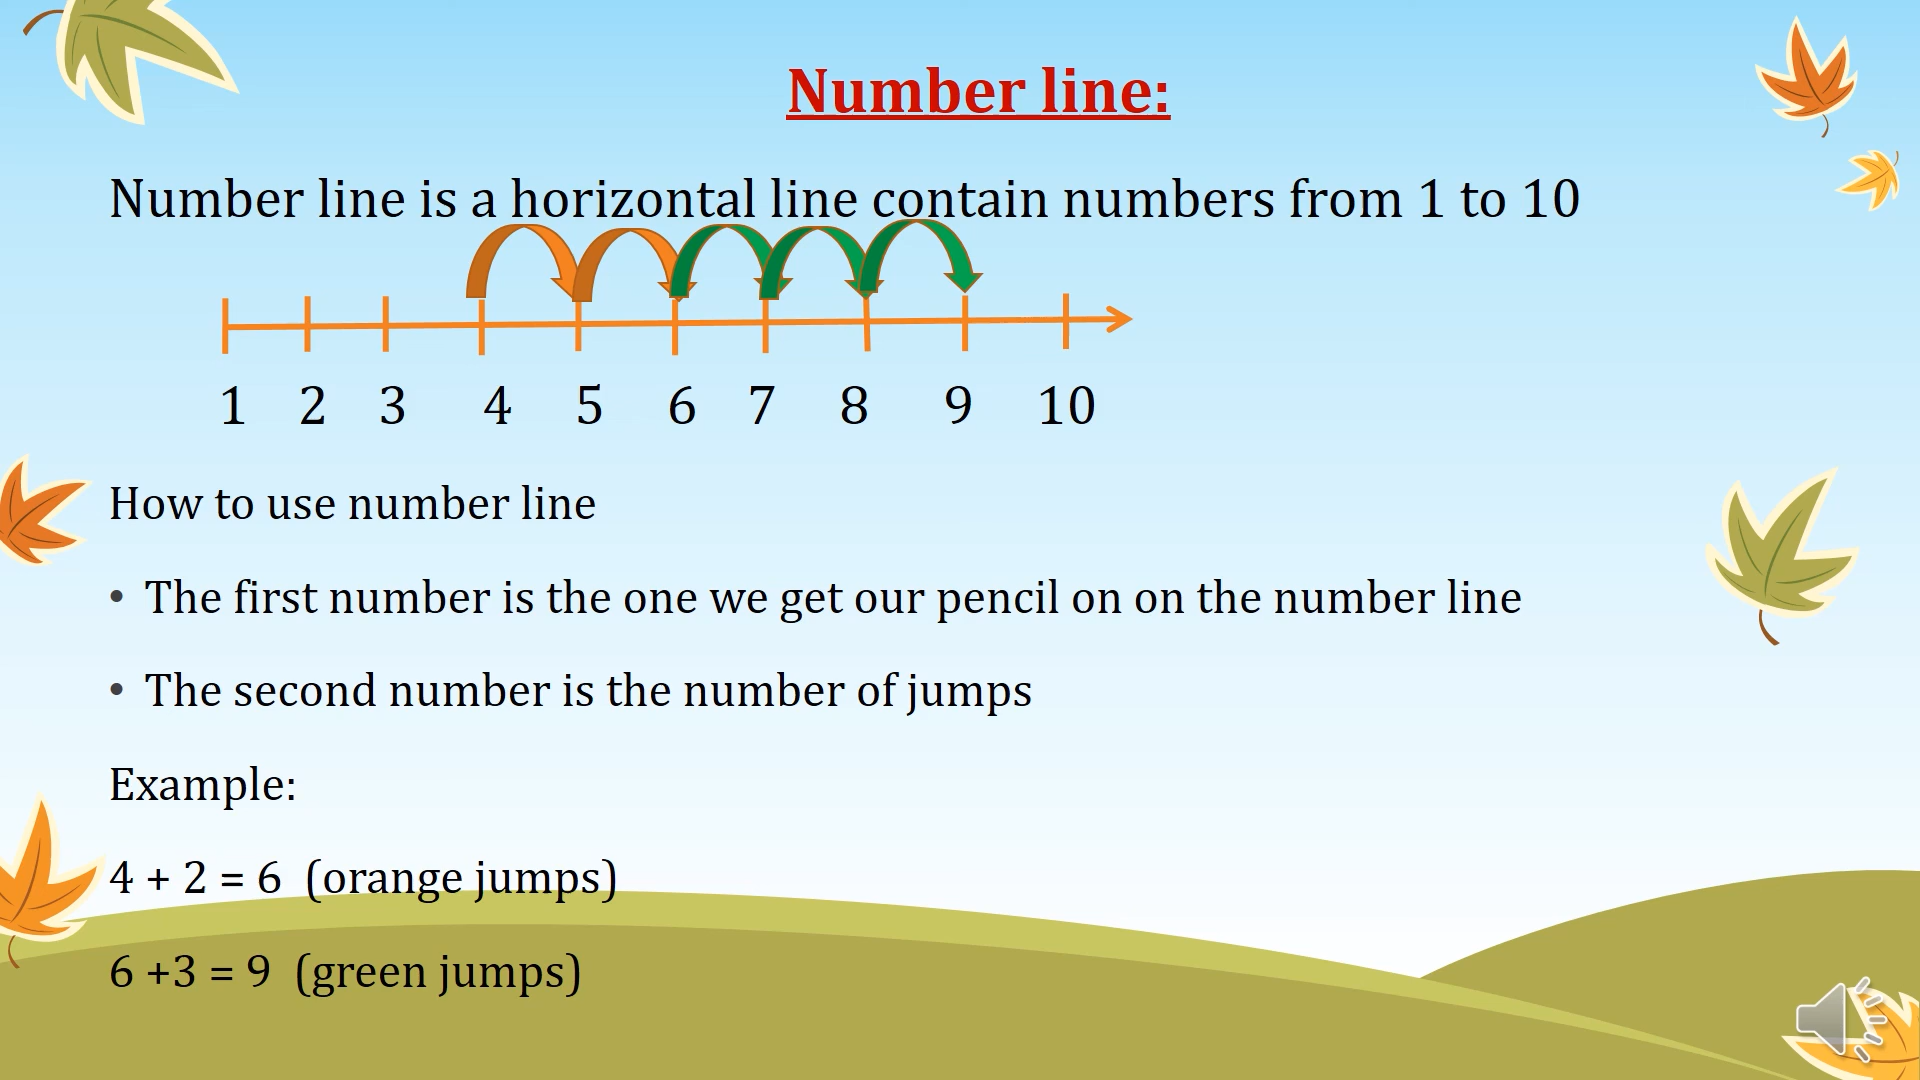 Number line:
Number line is a horizontal line contain numbers from 1 to 10
1 2 3 4 5 6 7 8 9 10
How to use number line
• The first number is the one we get our pencil on on the number line
• The second number is the number of jumps
Example:
4 + 2 = 6 (orange jumps)
6 +3 = 9 (green jumps)